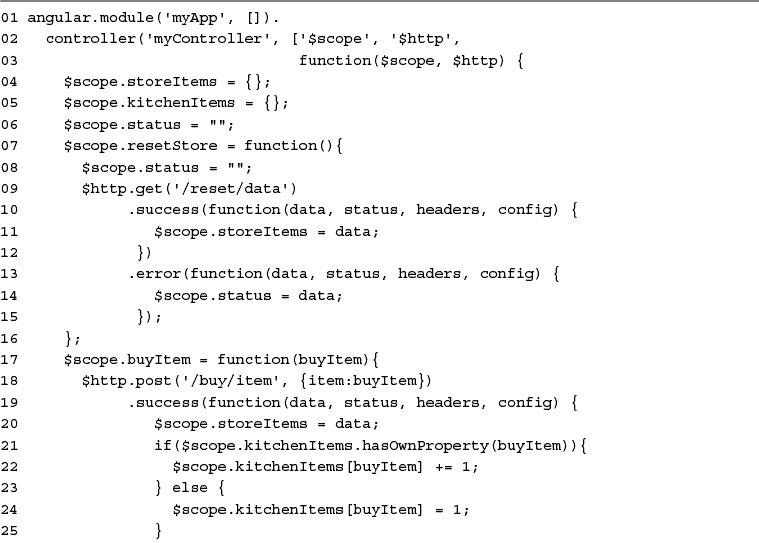 01 angular.module('myApp', []).
02   controller('myController', ['$scope', '$http',
03                               function($scope, $http) {
04     $scope.storeItems = {};
05     $scope.kitchenItems = {};
06     $scope.status = "";
07     $scope.resetStore = function(){
08       $scope.status = "";
09       $http.get('/reset/data')
10            .success(function(data, status, headers, config) {
11               $scope.storeItems = data;
12             })
13            .error(function(data, status, headers, config) {
14               $scope.status = data;
15             });
16     };
17     $scope.buyItem = function(buyItem){
18       $http.post('/buy/item', {item:buyItem})
19            .success(function(data, status, headers, config) {
20               $scope.storeItems = data;
21               if($scope.kitchenItems.hasOwnProperty(buyItem)){
22                 $scope.kitchenItems[buyItem] += 1;
23               } else {
24                 $scope.kitchenItems[buyItem] = 1;
25               }